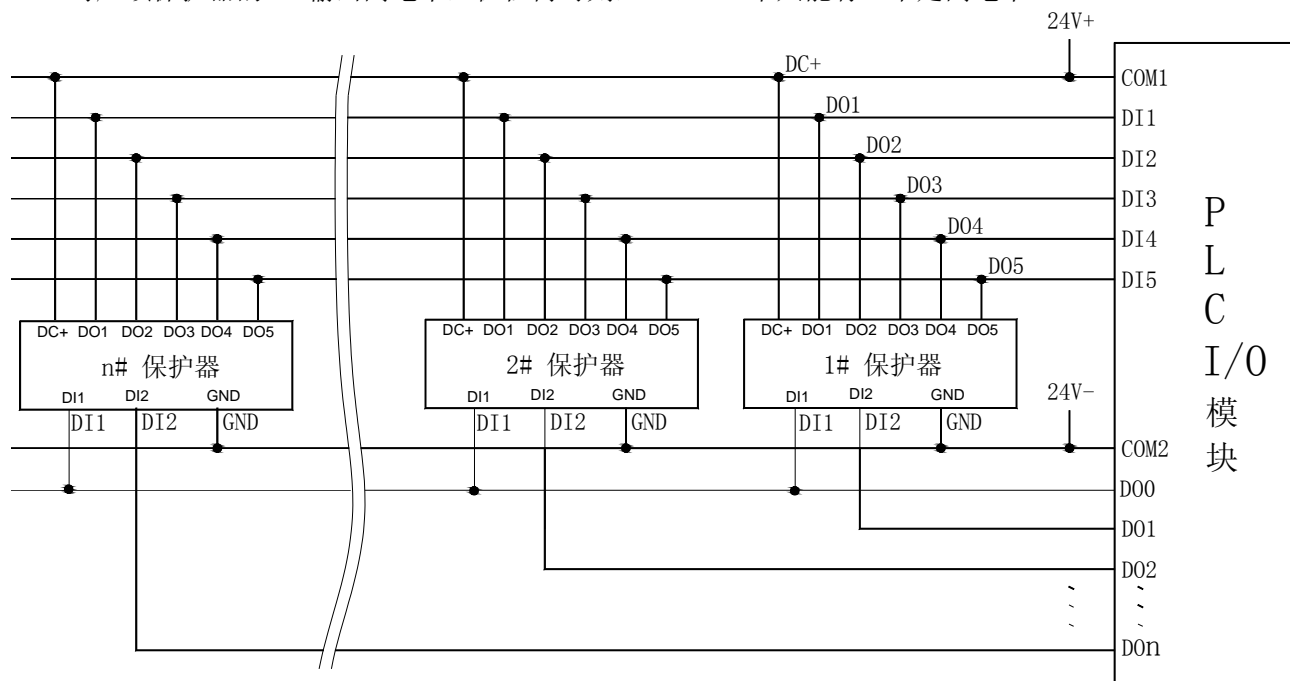 24V+
DC+
COM1
DO1
DI1
DO2
DI2
DO3
DI3
DO4
DI4
DO5
DI5
PLC I/O 模块
DC+ DO1 DO2 DO3 DO4 DO5
n# 保护器
DI1 DI2 GND
DC+ DO1 DO2 DO3 DO4 DO5
2# 保护器
DI1 DI2 GND
DC+ DO1 DO2 DO3 DO4 DO5
1# 保护器
DI1 DI2 GND
24V-
DI1 DI2 GND
DI1 DI2 GND
DI1 DI2 GND
COM2
DO0
DO1
DO2
DOn